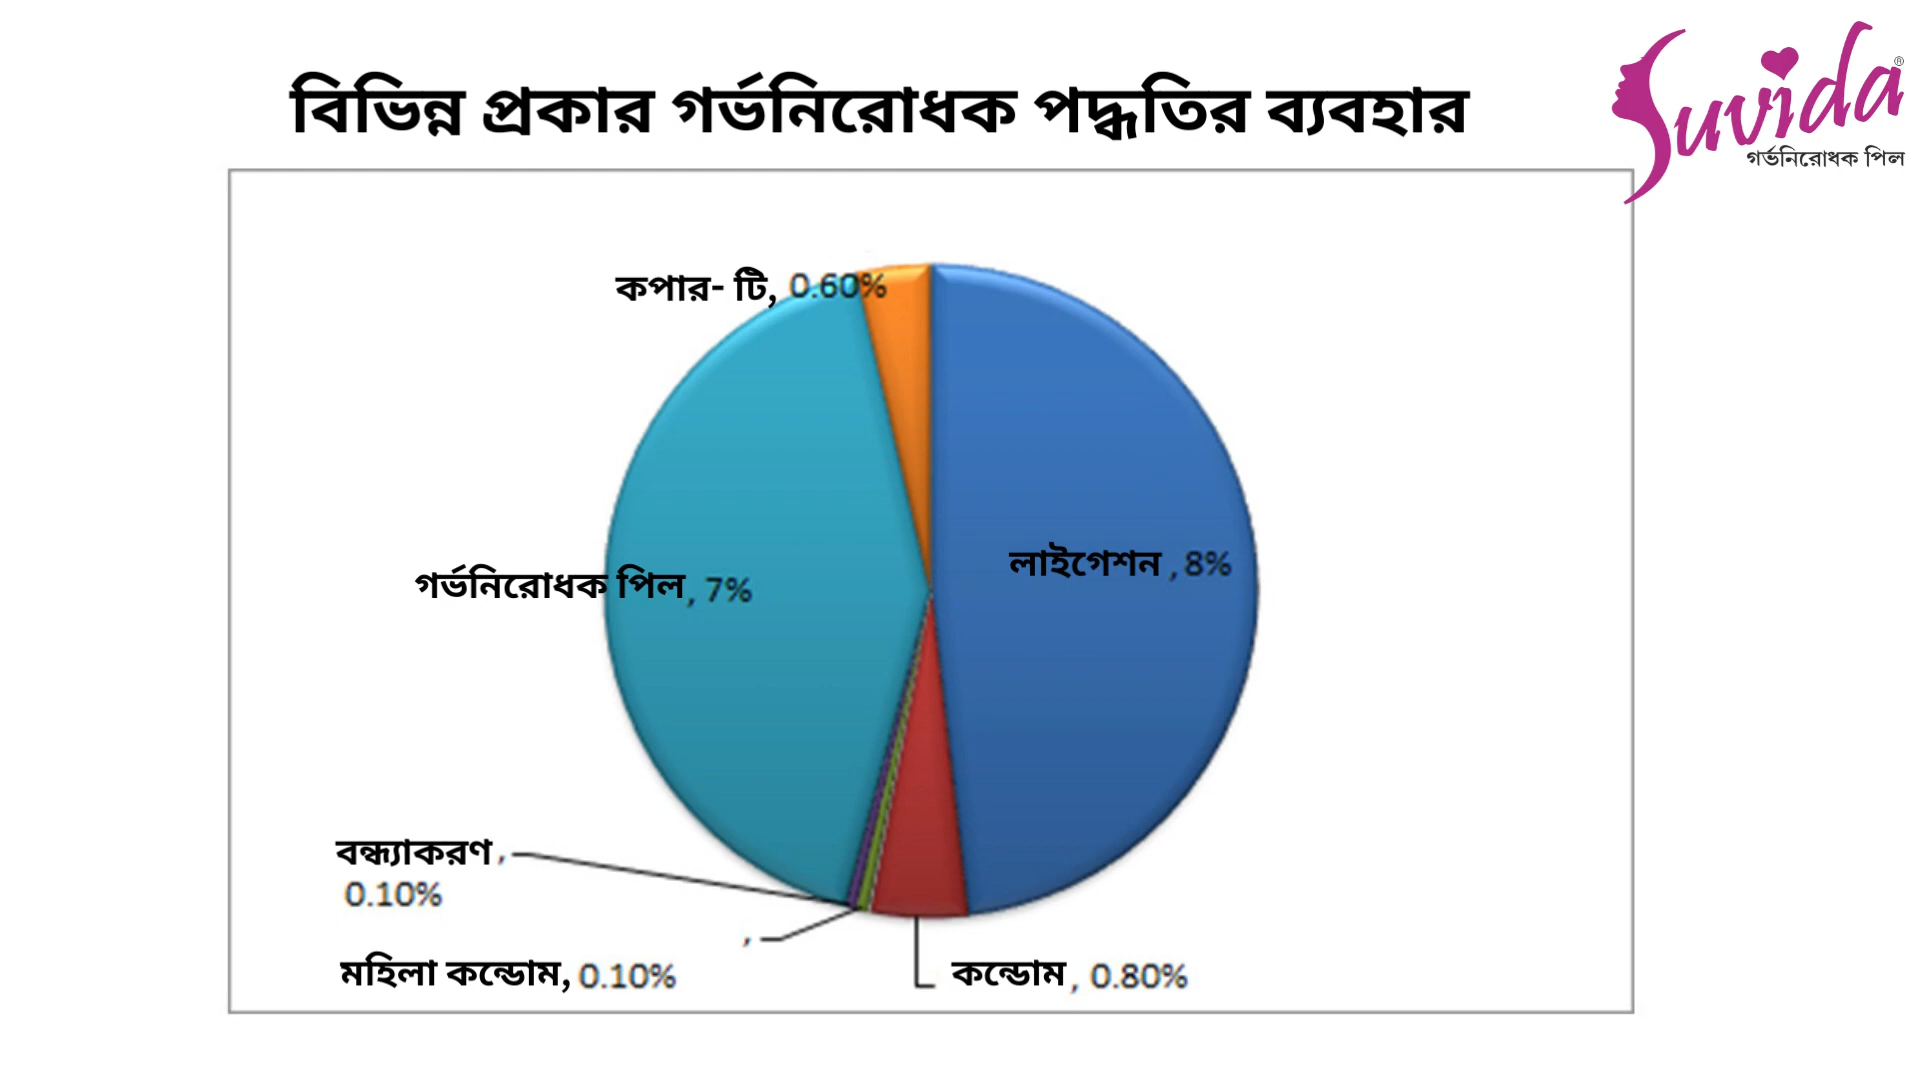 বিভিন্ন প্রকার গর্ভনিরোধক পদ্ধতির ব্যবহার
Suvida®
গর্ভনিরোধক পিল
কপার- টি, 0.60%
লাইগেশন , 8%
গর্ভনিরোধক পিল, 7%
বন্ধ্যাকরণ ,
0.10%
,
মহিলা কন্ডোম, 0.10%
কন্ডোম , 0.80%